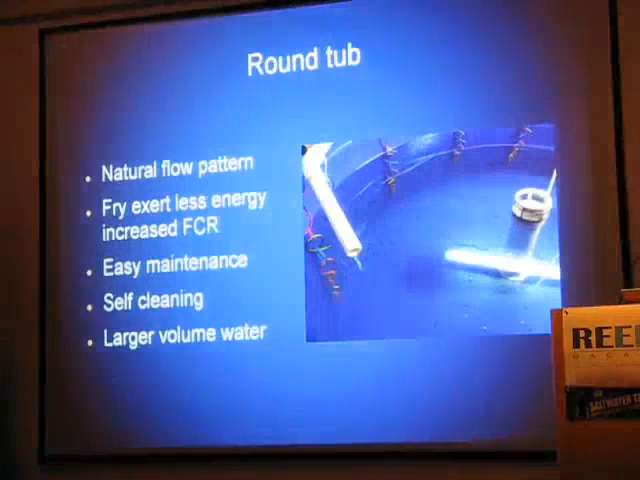 Round tub
Natural flow pattern
Fry exert less energy
increased FCR
Easy maintenance
Self cleaning
Larger volume water
REE
SALTWATER